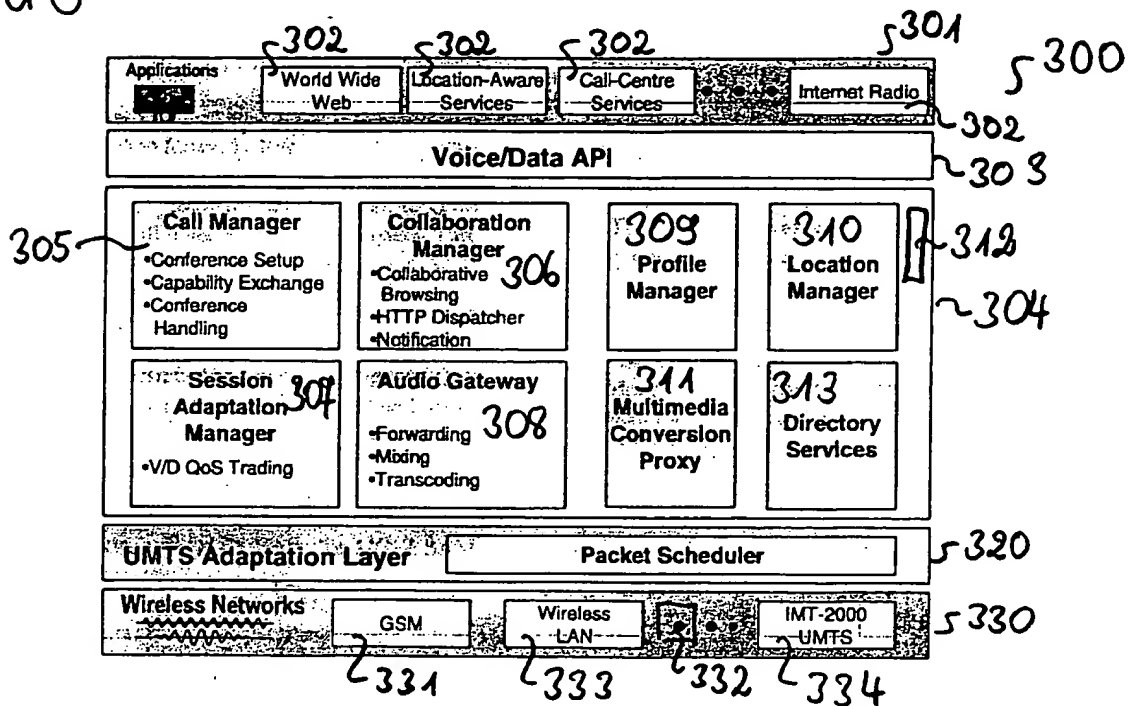 302
302
302
301
300
Applications
World Wide
Web
Location-Aware
Services
Call-Centre
Services
Internet Radio
302
Voice/Data API
303
Call Manager
•Conference Setup
•Capability Exchange
•Conference
Handling
305
Collaboration
Manager
306
•Collaborative
Browsing
•HTTP Dispatcher
•Notification
309
Profile
Manager
310
Location
Manager
312
304
Session
Adaptation
Manager
307
•V/D QoS Trading
Audio Gateway
308
•Forwarding
•Mixing
•Transcoding
311
Multimedia
Conversion
Proxy
313
Directory
Services
UMTS Adaptation Layer
Packet Scheduler
320
Wireless Networks
GSM
Wireless
LAN
IMT-2000
UMTS
330
331
333
332
334